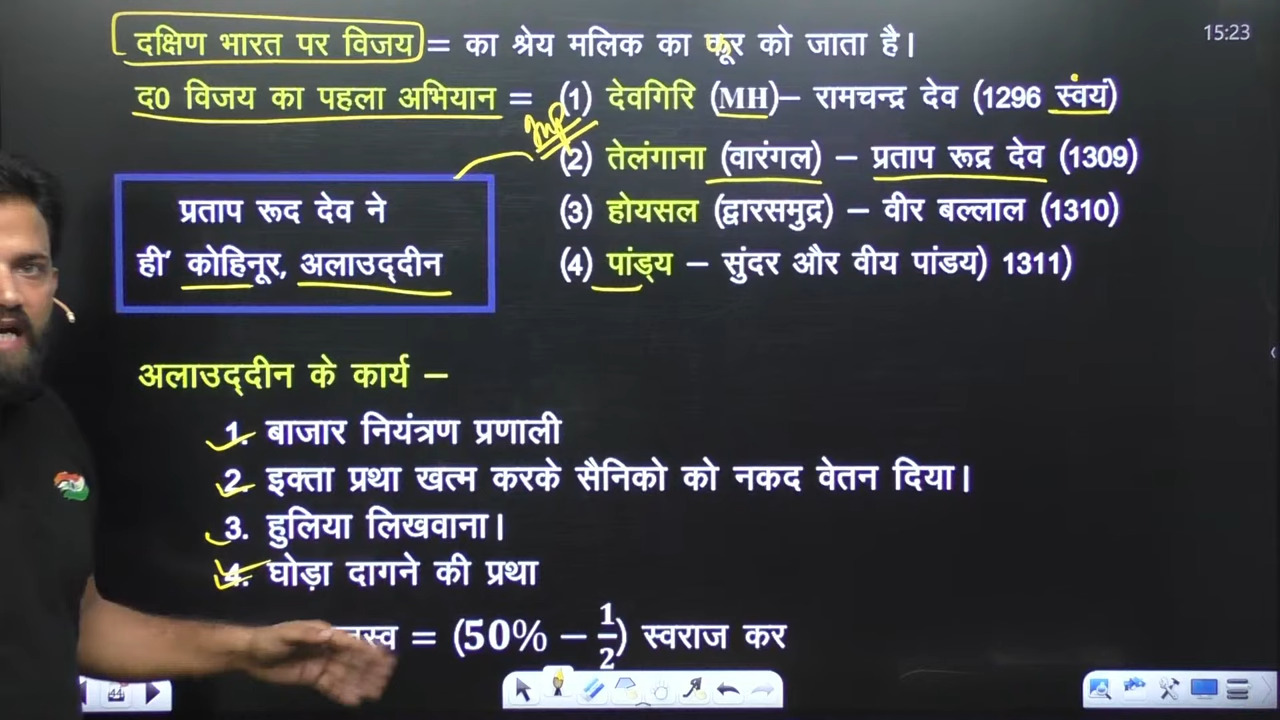 दक्षिण भारत पर विजय = का श्रेय मलिक का फूर को जाता है।
15:23
द0 विजय का पहला अभियान = (1) देवगिरि (MH)– रामचन्द्र देव (1296 स्वंयं)
Imp
(2) तेलंगाना (वारंगल) – प्रताप रूद्र देव (1309)
प्रताप रूद देव ने
ही' कोहिनूर, अलाउद्दीन
(3) होयसल (द्वारसमुद्र) – वीर बल्लाल (1310)
(4) पांड्य – सुंदर और वीय पांडय) 1311)
अलाउद्दीन के कार्य –
1. बाजार नियंत्रण प्रणाली
2. इक्ता प्रथा खत्म करके सैनिको को नकद वेतन दिया।
3. हुलिया लिखवाना।
4. घोड़ा दागने की प्रथा
= (50% – 1/2) स्वराज कर
44